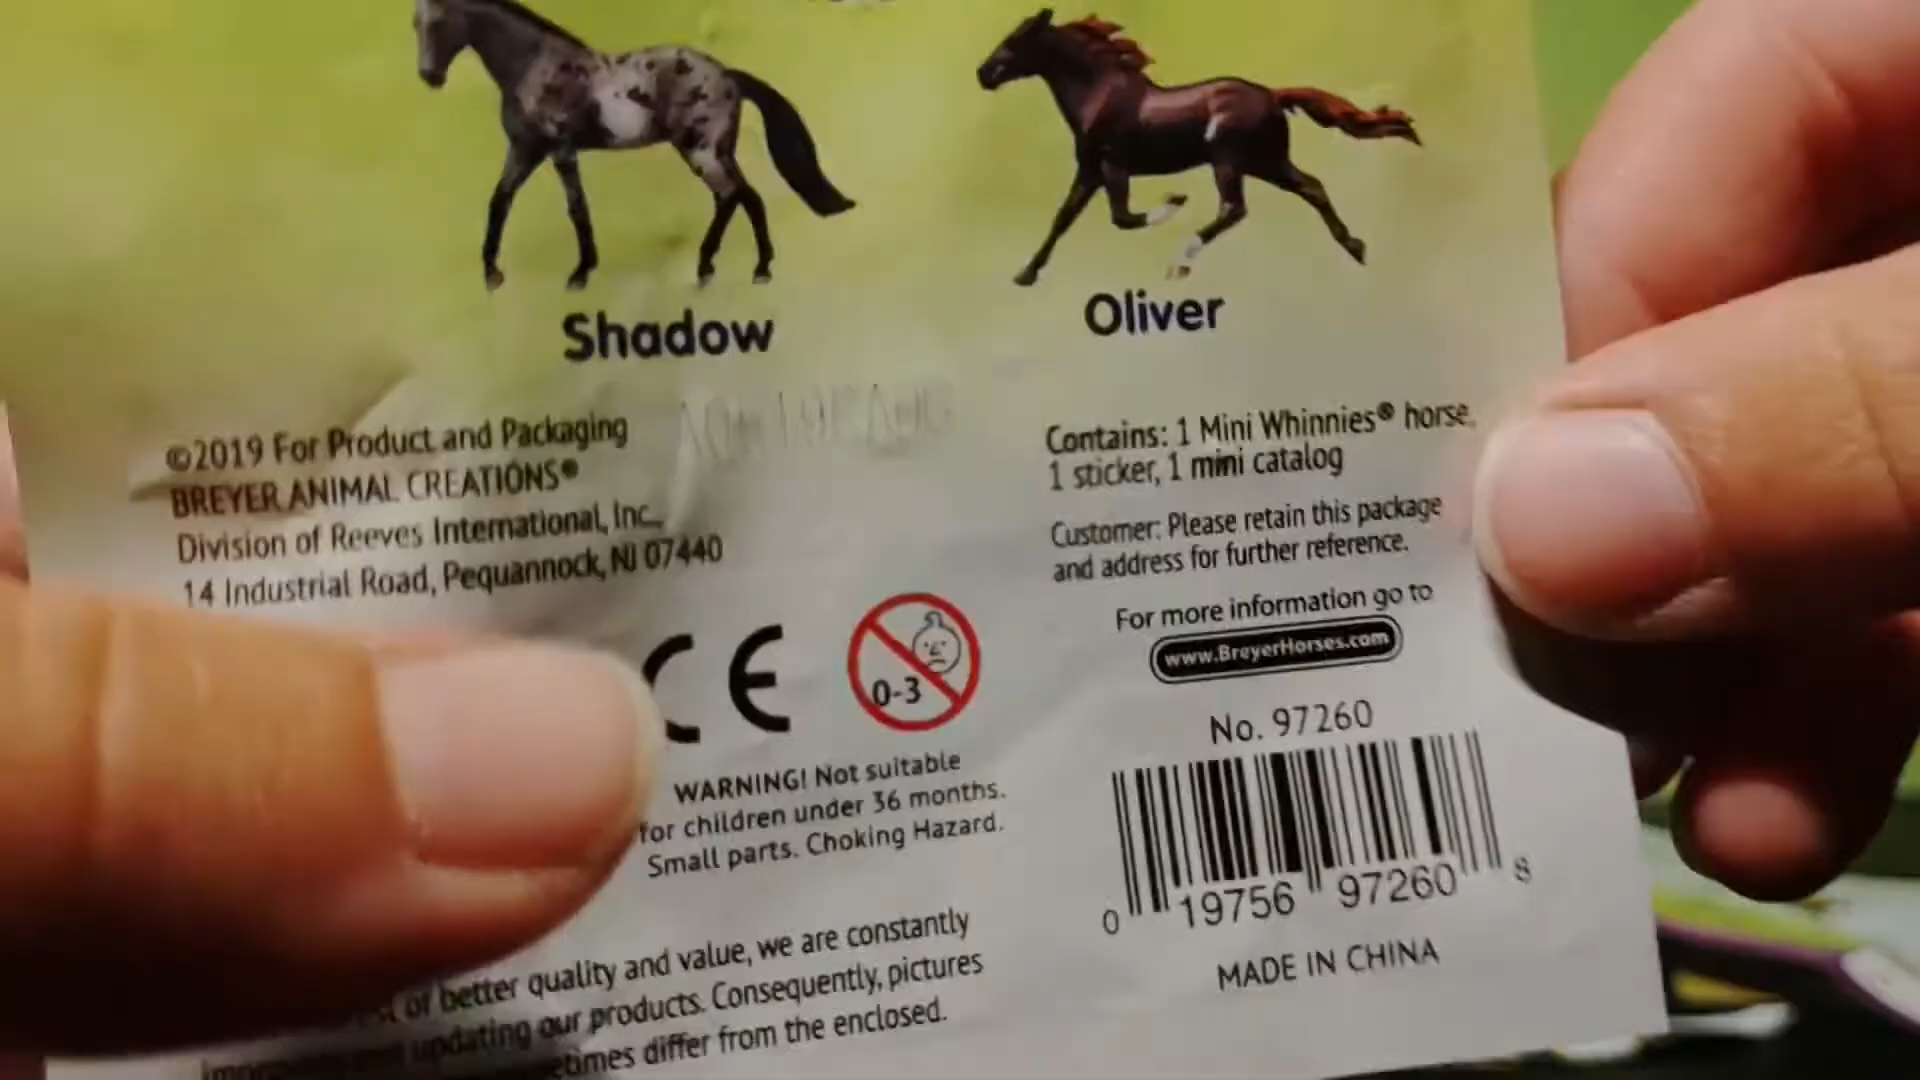 Shadow
Oliver
©2019 For Product and Packaging
BREYER ANIMAL CREATIONS®
Division of Reeves International, Inc.
14 Industrial Road, Pequannock, NJ 07440
Contains: 1 Mini Whinnies® horse,
1 sticker, 1 mini catalog
Customer: Please retain this package
and address for further reference.
For more information go to
www.BreyerHorses.com
CE
0-3
WARNING! Not suitable
for children under 36 months.
Small parts. Choking Hazard.
No. 97260
0 19756 97260 8
MADE IN CHINA
or better quality and value, we are constantly
updating our products. Consequently, pictures
differ from the enclosed.